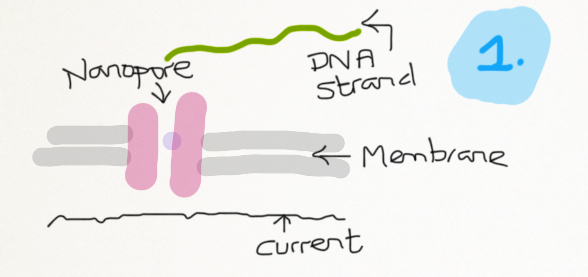 1.
Nanopore
DNA
strand
Membrane
current